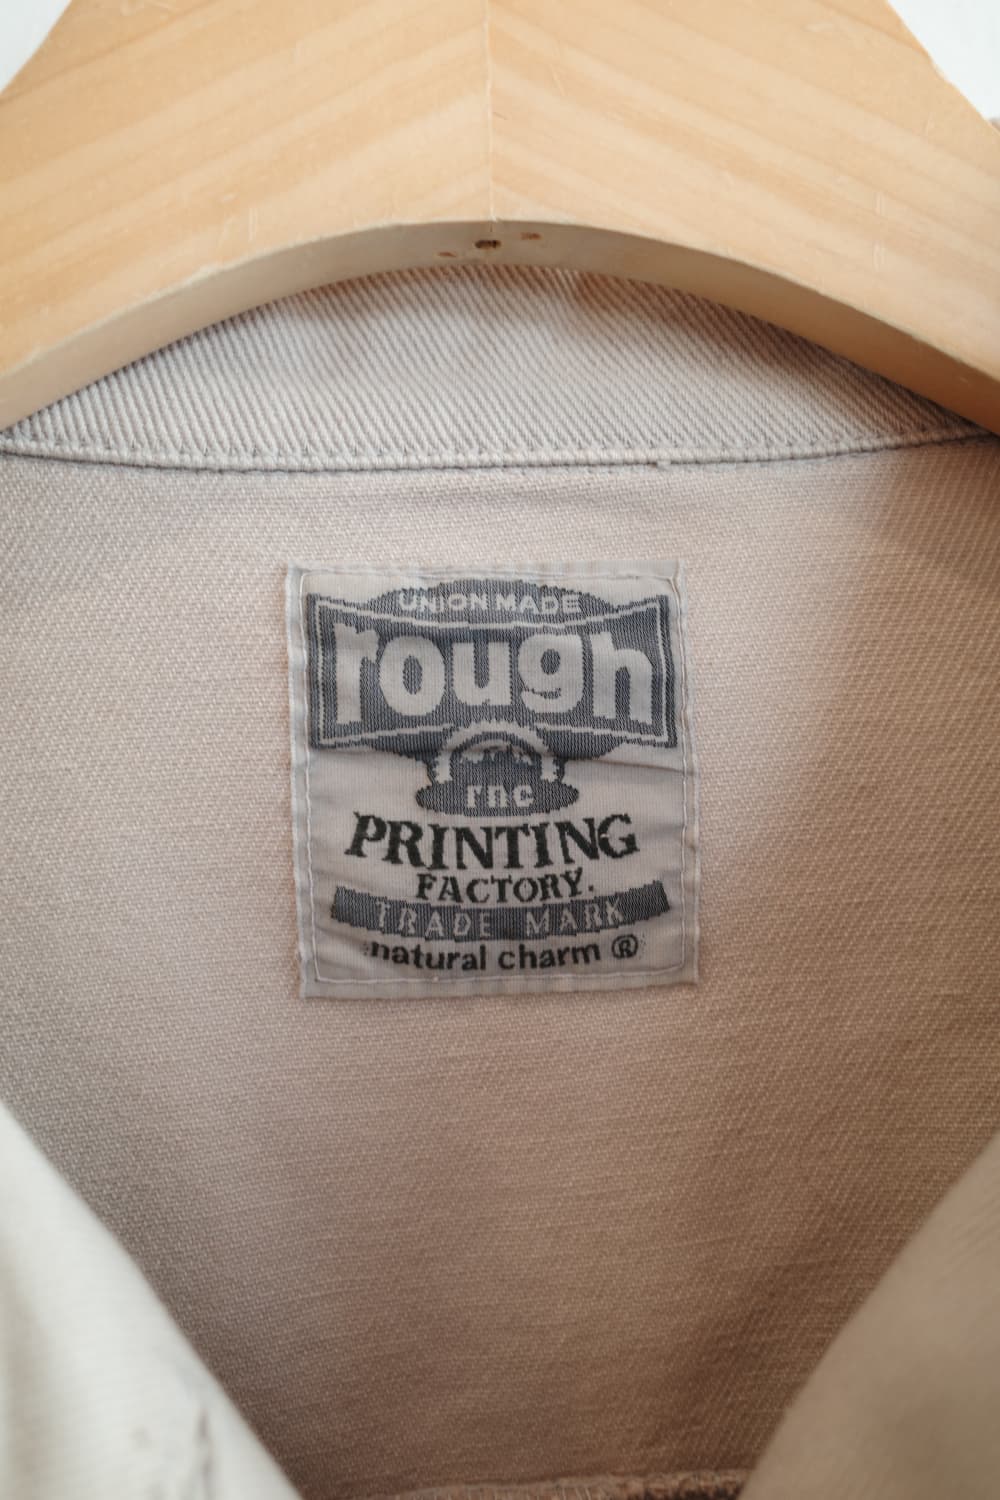 UNION MADE
rough
rnc
PRINTING
FACTORY.
TRADE MARK
natural charm ®